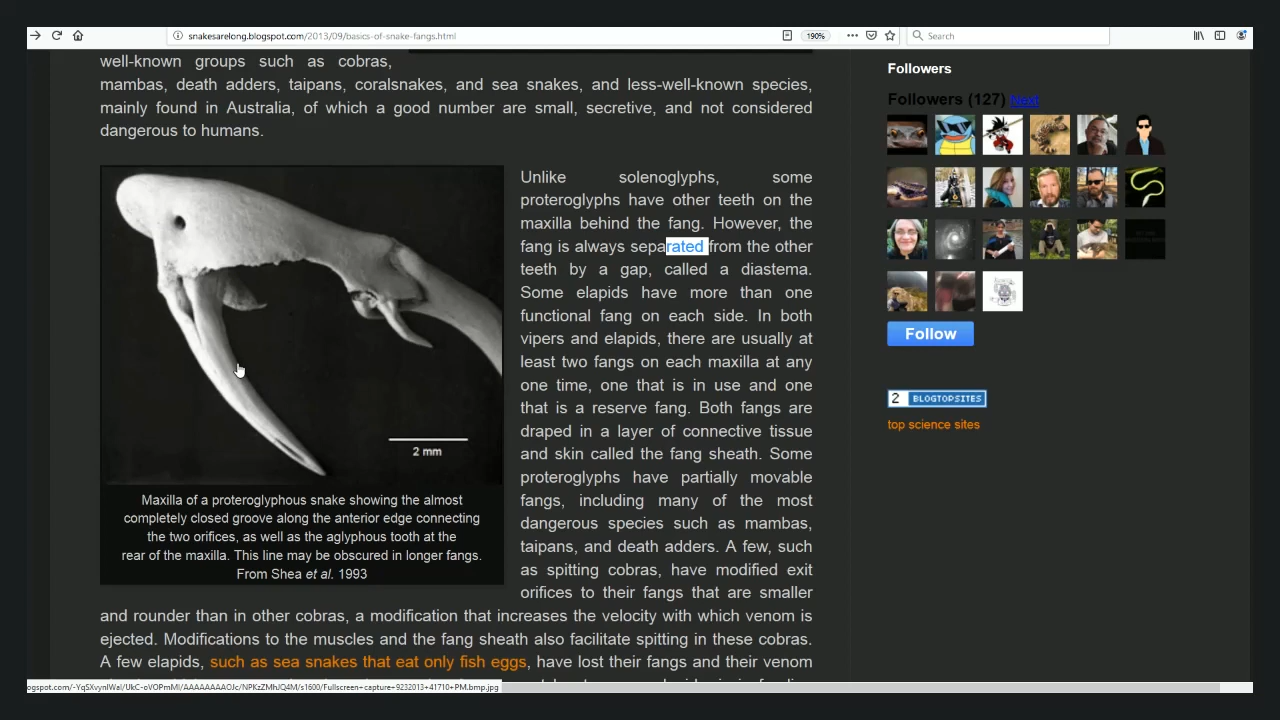 snakesarelong.blogspot.com/2013/09/basics-of-snake-fangs.html
190%
Search
well-known groups such as cobras,
mambas, death adders, taipans, coralsnakes, and sea snakes, and less-well-known species,
mainly found in Australia, of which a good number are small, secretive, and not considered
dangerous to humans.
2 mm
Maxilla of a proteroglyphous snake showing the almost
completely closed groove along the anterior edge connecting
the two orifices, as well as the aglyphous tooth at the
rear of the maxilla. This line may be obscured in longer fangs.
From Shea et al. 1993
Unlike solenoglyphs, some
proteroglyphs have other teeth on the
maxilla behind the fang. However, the
fang is always separated from the other
teeth by a gap, called a diastema.
Some elapids have more than one
functional fang on each side. In both
vipers and elapids, there are usually at
least two fangs on each maxilla at any
one time, one that is in use and one
that is a reserve fang. Both fangs are
draped in a layer of connective tissue
and skin called the fang sheath. Some
proteroglyphs have partially movable
fangs, including many of the most
dangerous species such as mambas,
taipans, and death adders. A few, such
as spitting cobras, have modified exit
orifices to their fangs that are smaller
and rounder than in other cobras, a modification that increases the velocity with which venom is
ejected. Modifications to the muscles and the fang sheath also facilitate spitting in these cobras.
A few elapids, such as sea snakes that eat only fish eggs, have lost their fangs and their venom
Followers
Followers (127) Next
Follow
2 BLOGTOPSITES
top science sites